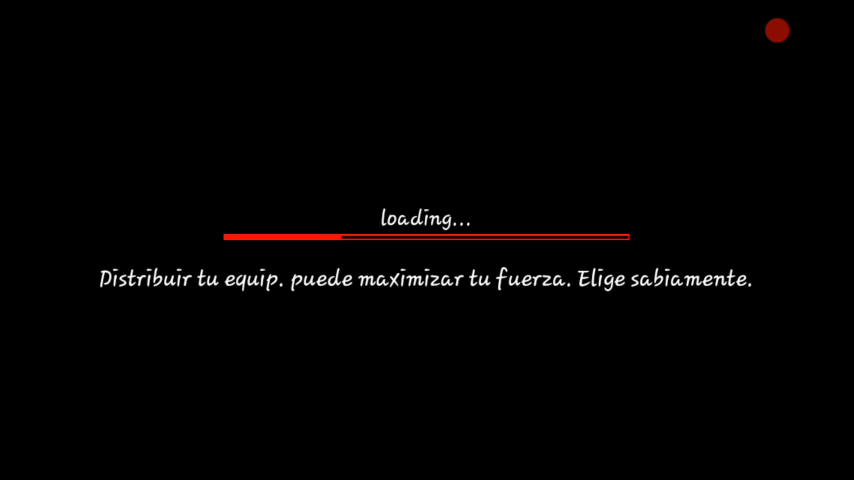 loading...
Distribuir tu equip. puede maximizar tu fuerza. Elige sabiamente.